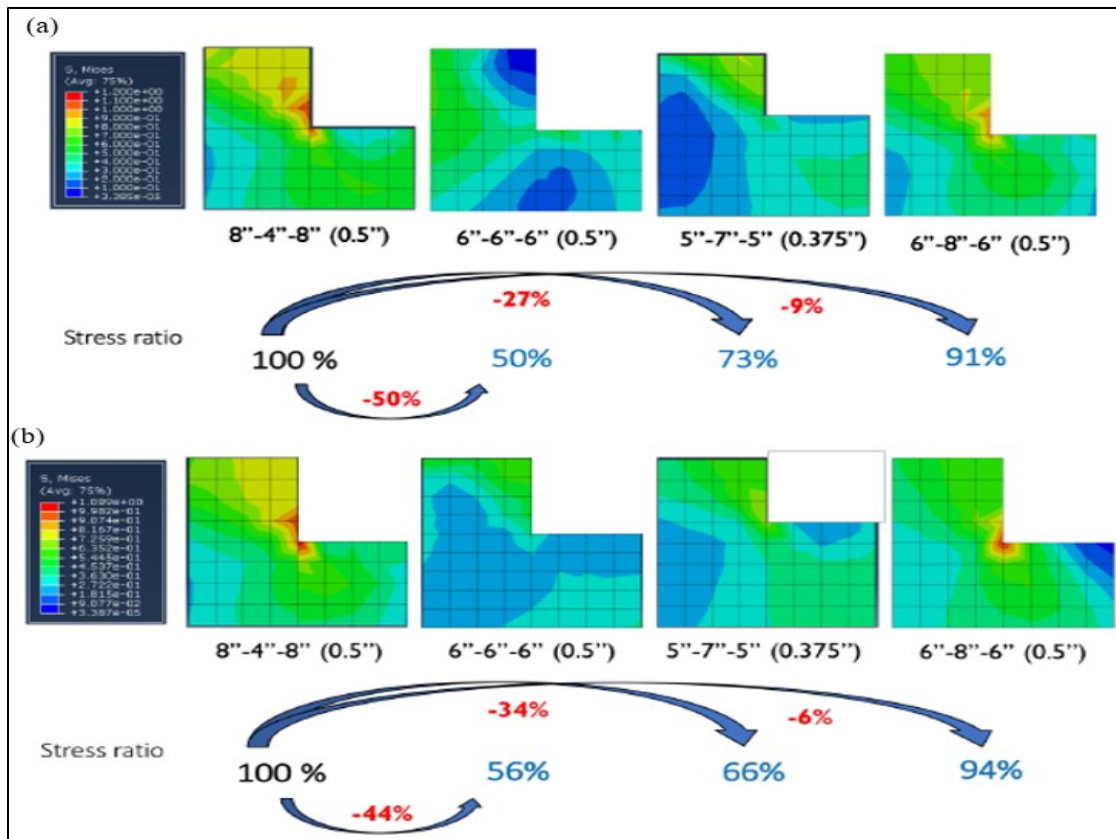 (a)
S, Mises
(Avg: 75%)
+1.200e+00
+1.100e+00
+1.000e+00
+9.000e-01
+8.000e-01
+7.000e-01
+6.000e-01
+5.000e-01
+4.000e-01
+3.000e-01
+2.000e-01
+1.000e-01
+3.385e-05
8”-4”-8” (0.5”)
6”-6”-6” (0.5”)
5”-7”-5” (0.375”)
6”-8”-6” (0.5”)
-27%
-9%
Stress ratio
100 %
50%
73%
91%
-50%
(b)
S, Mises
(Avg: 75%)
+1.089e+00
+9.982e-01
+9.074e-01
+8.167e-01
+7.259e-01
+6.352e-01
+5.445e-01
+4.537e-01
+3.630e-01
+2.722e-01
+1.815e-01
+9.077e-02
+3.387e-05
8”-4”-8” (0.5”)
6”-6”-6” (0.5”)
5”-7”-5” (0.375”)
6”-8”-6” (0.5”)
-34%
-6%
Stress ratio
100 %
56%
66%
94%
-44%